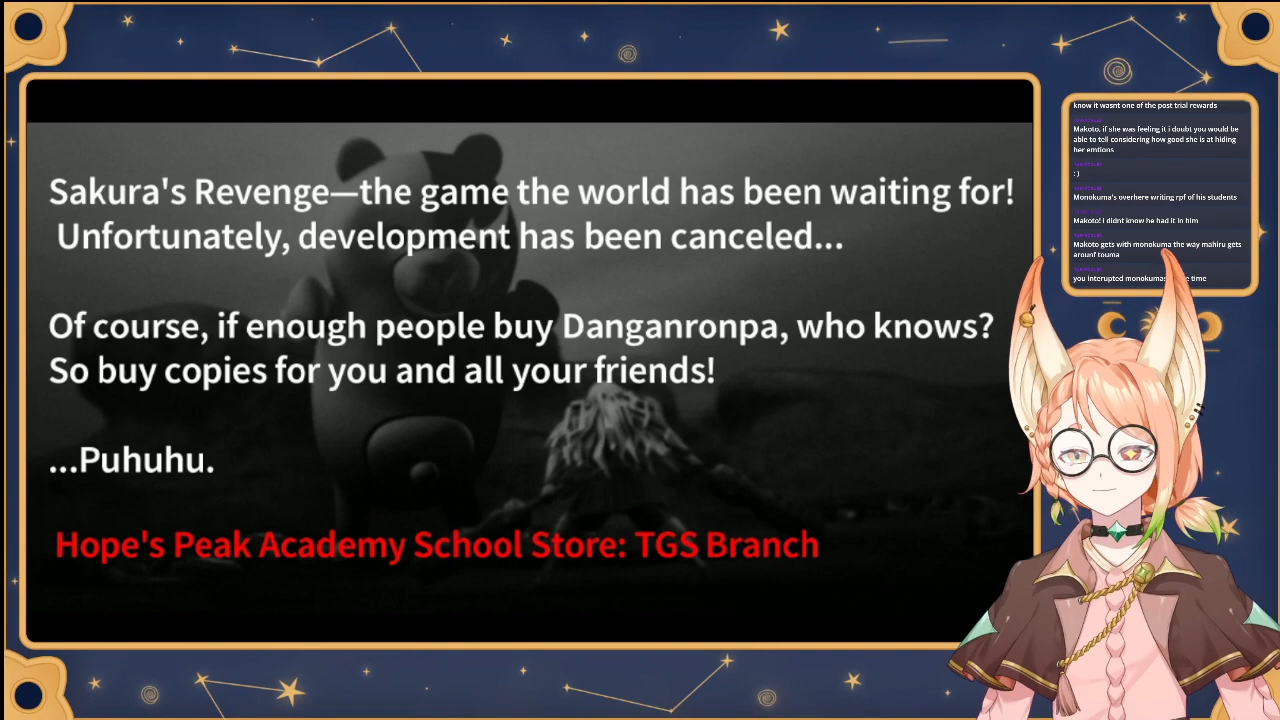 Sakura's Revenge—the game the world has been waiting for!
Unfortunately, development has been canceled...
Of course, if enough people buy Danganronpa, who knows?
So buy copies for you and all your friends!
...Puhuhu.
Hope's Peak Academy School Store: TGS Branch
know it wasnt one of the post trial rewards
Makoto, if she was feeling it i doubt you would be
able to tell considering how good she is at hiding
her emtions
: )
Monokuma's overhere writing rpf of his students
Makoto! i didnt know he had it in him
Makoto gets with monokuma the way mahiru gets
arounf touma
you interupted monokumas time